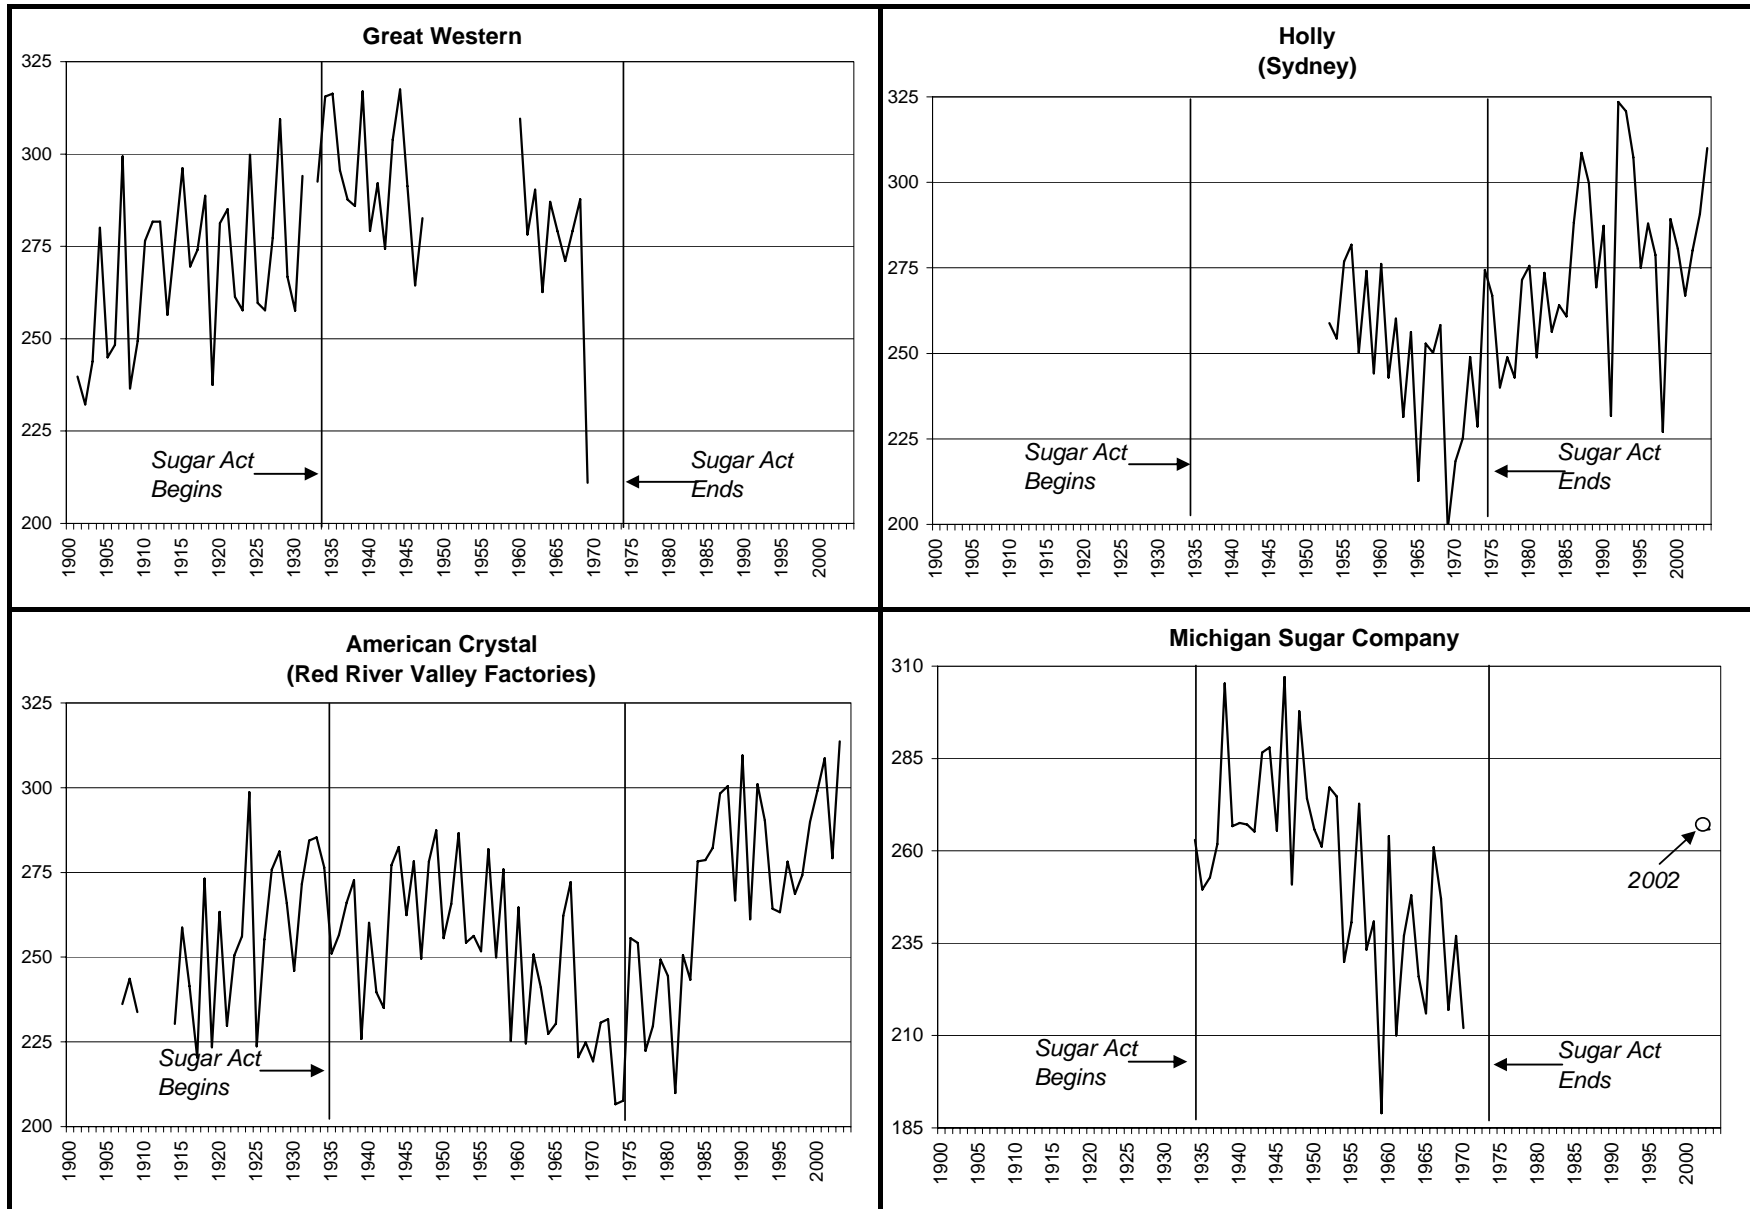 Great Western
325
300
275
250
225
200
Sugar Act
Begins
Sugar Act
Ends
1900 1905 1910 1915 1920 1925 1930 1935 1940 1945 1950 1955 1960 1965 1970 1975 1980 1985 1990 1995 2000
Holly
(Sydney)
325
300
275
250
225
200
Sugar Act
Begins
Sugar Act
Ends
1900 1905 1910 1915 1920 1925 1930 1935 1940 1945 1950 1955 1960 1965 1970 1975 1980 1985 1990 1995 2000
American Crystal
(Red River Valley Factories)
325
300
275
250
225
200
Sugar Act
Begins
1900 1905 1910 1915 1920 1925 1930 1935 1940 1945 1950 1955 1960 1965 1970 1975 1980 1985 1990 1995 2000
Michigan Sugar Company
310
285
260
235
210
185
2002
Sugar Act
Begins
Sugar Act
Ends
1900 1905 1910 1915 1920 1925 1930 1935 1940 1945 1950 1955 1960 1965 1970 1975 1980 1985 1990 1995 2000